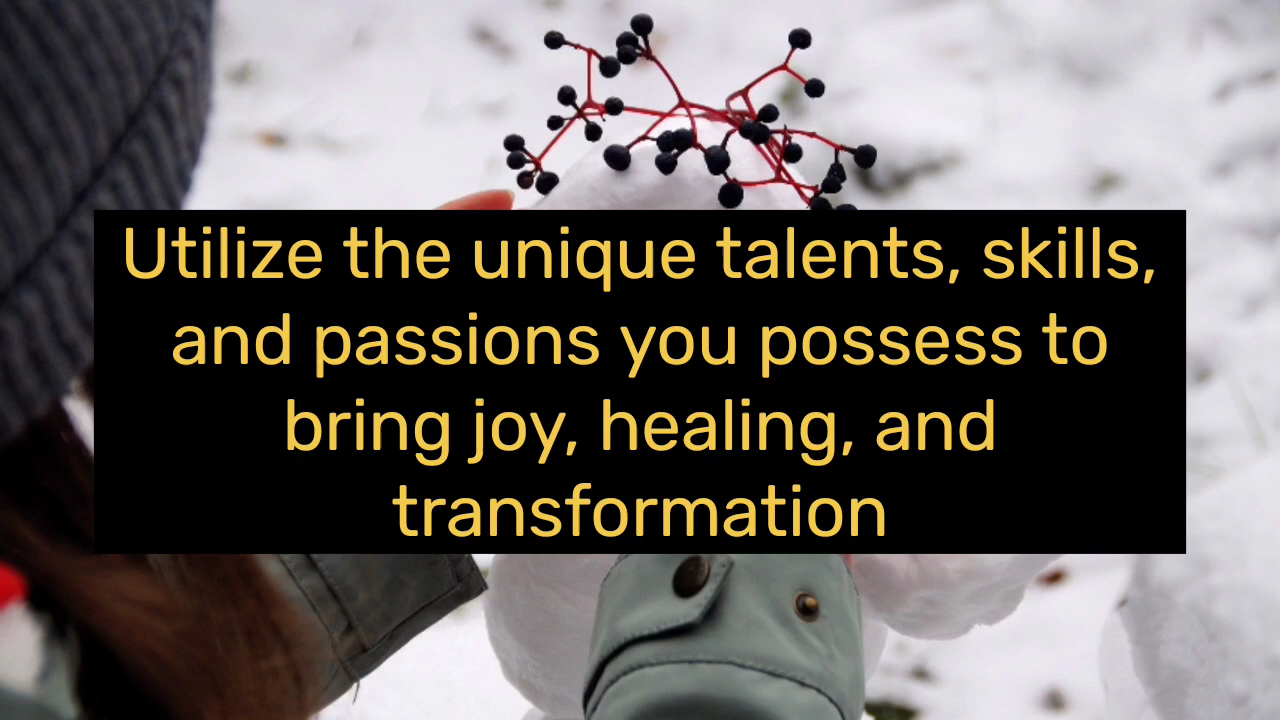 Utilize the unique talents, skills,
and passions you possess to
bring joy, healing, and
transformation